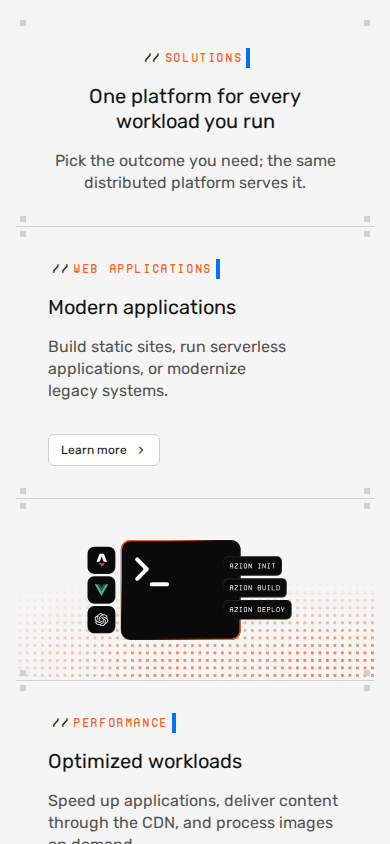 // SOLUTIONS
One platform for every
workload you run
Pick the outcome you need; the same
distributed platform serves it.
// WEB APPLICATIONS
Modern applications
Build static sites, run serverless
applications, or modernize
legacy systems.
Learn more >
>_
AZION INIT
AZION BUILD
AZION DEPLOY
// PERFORMANCE
Optimized workloads
Speed up applications, deliver content
through the CDN, and process images
on demand